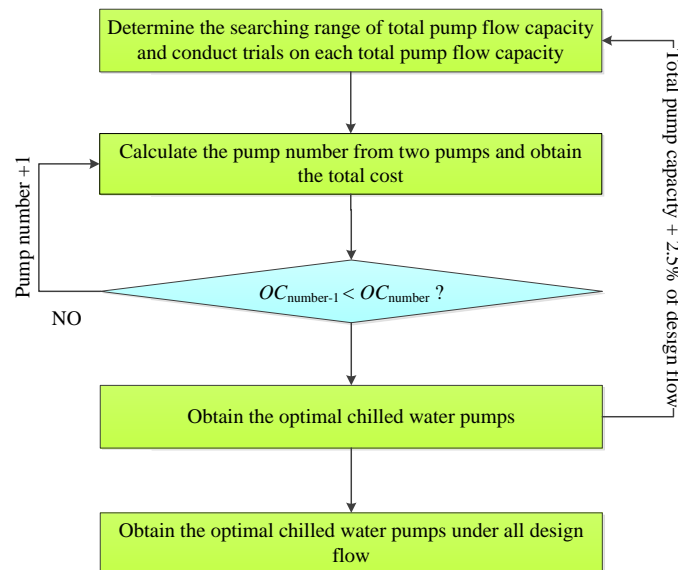 Determine the searching range of total pump flow capacity
and conduct trials on each total pump flow capacity
Calculate the pump number from two pumps and obtain
the total cost
Pump number +1
OCnumber-1 < OCnumber ?
NO
Obtain the optimal chilled water pumps
Total pump capacity + 2.5% of design flow
Obtain the optimal chilled water pumps under all design
flow